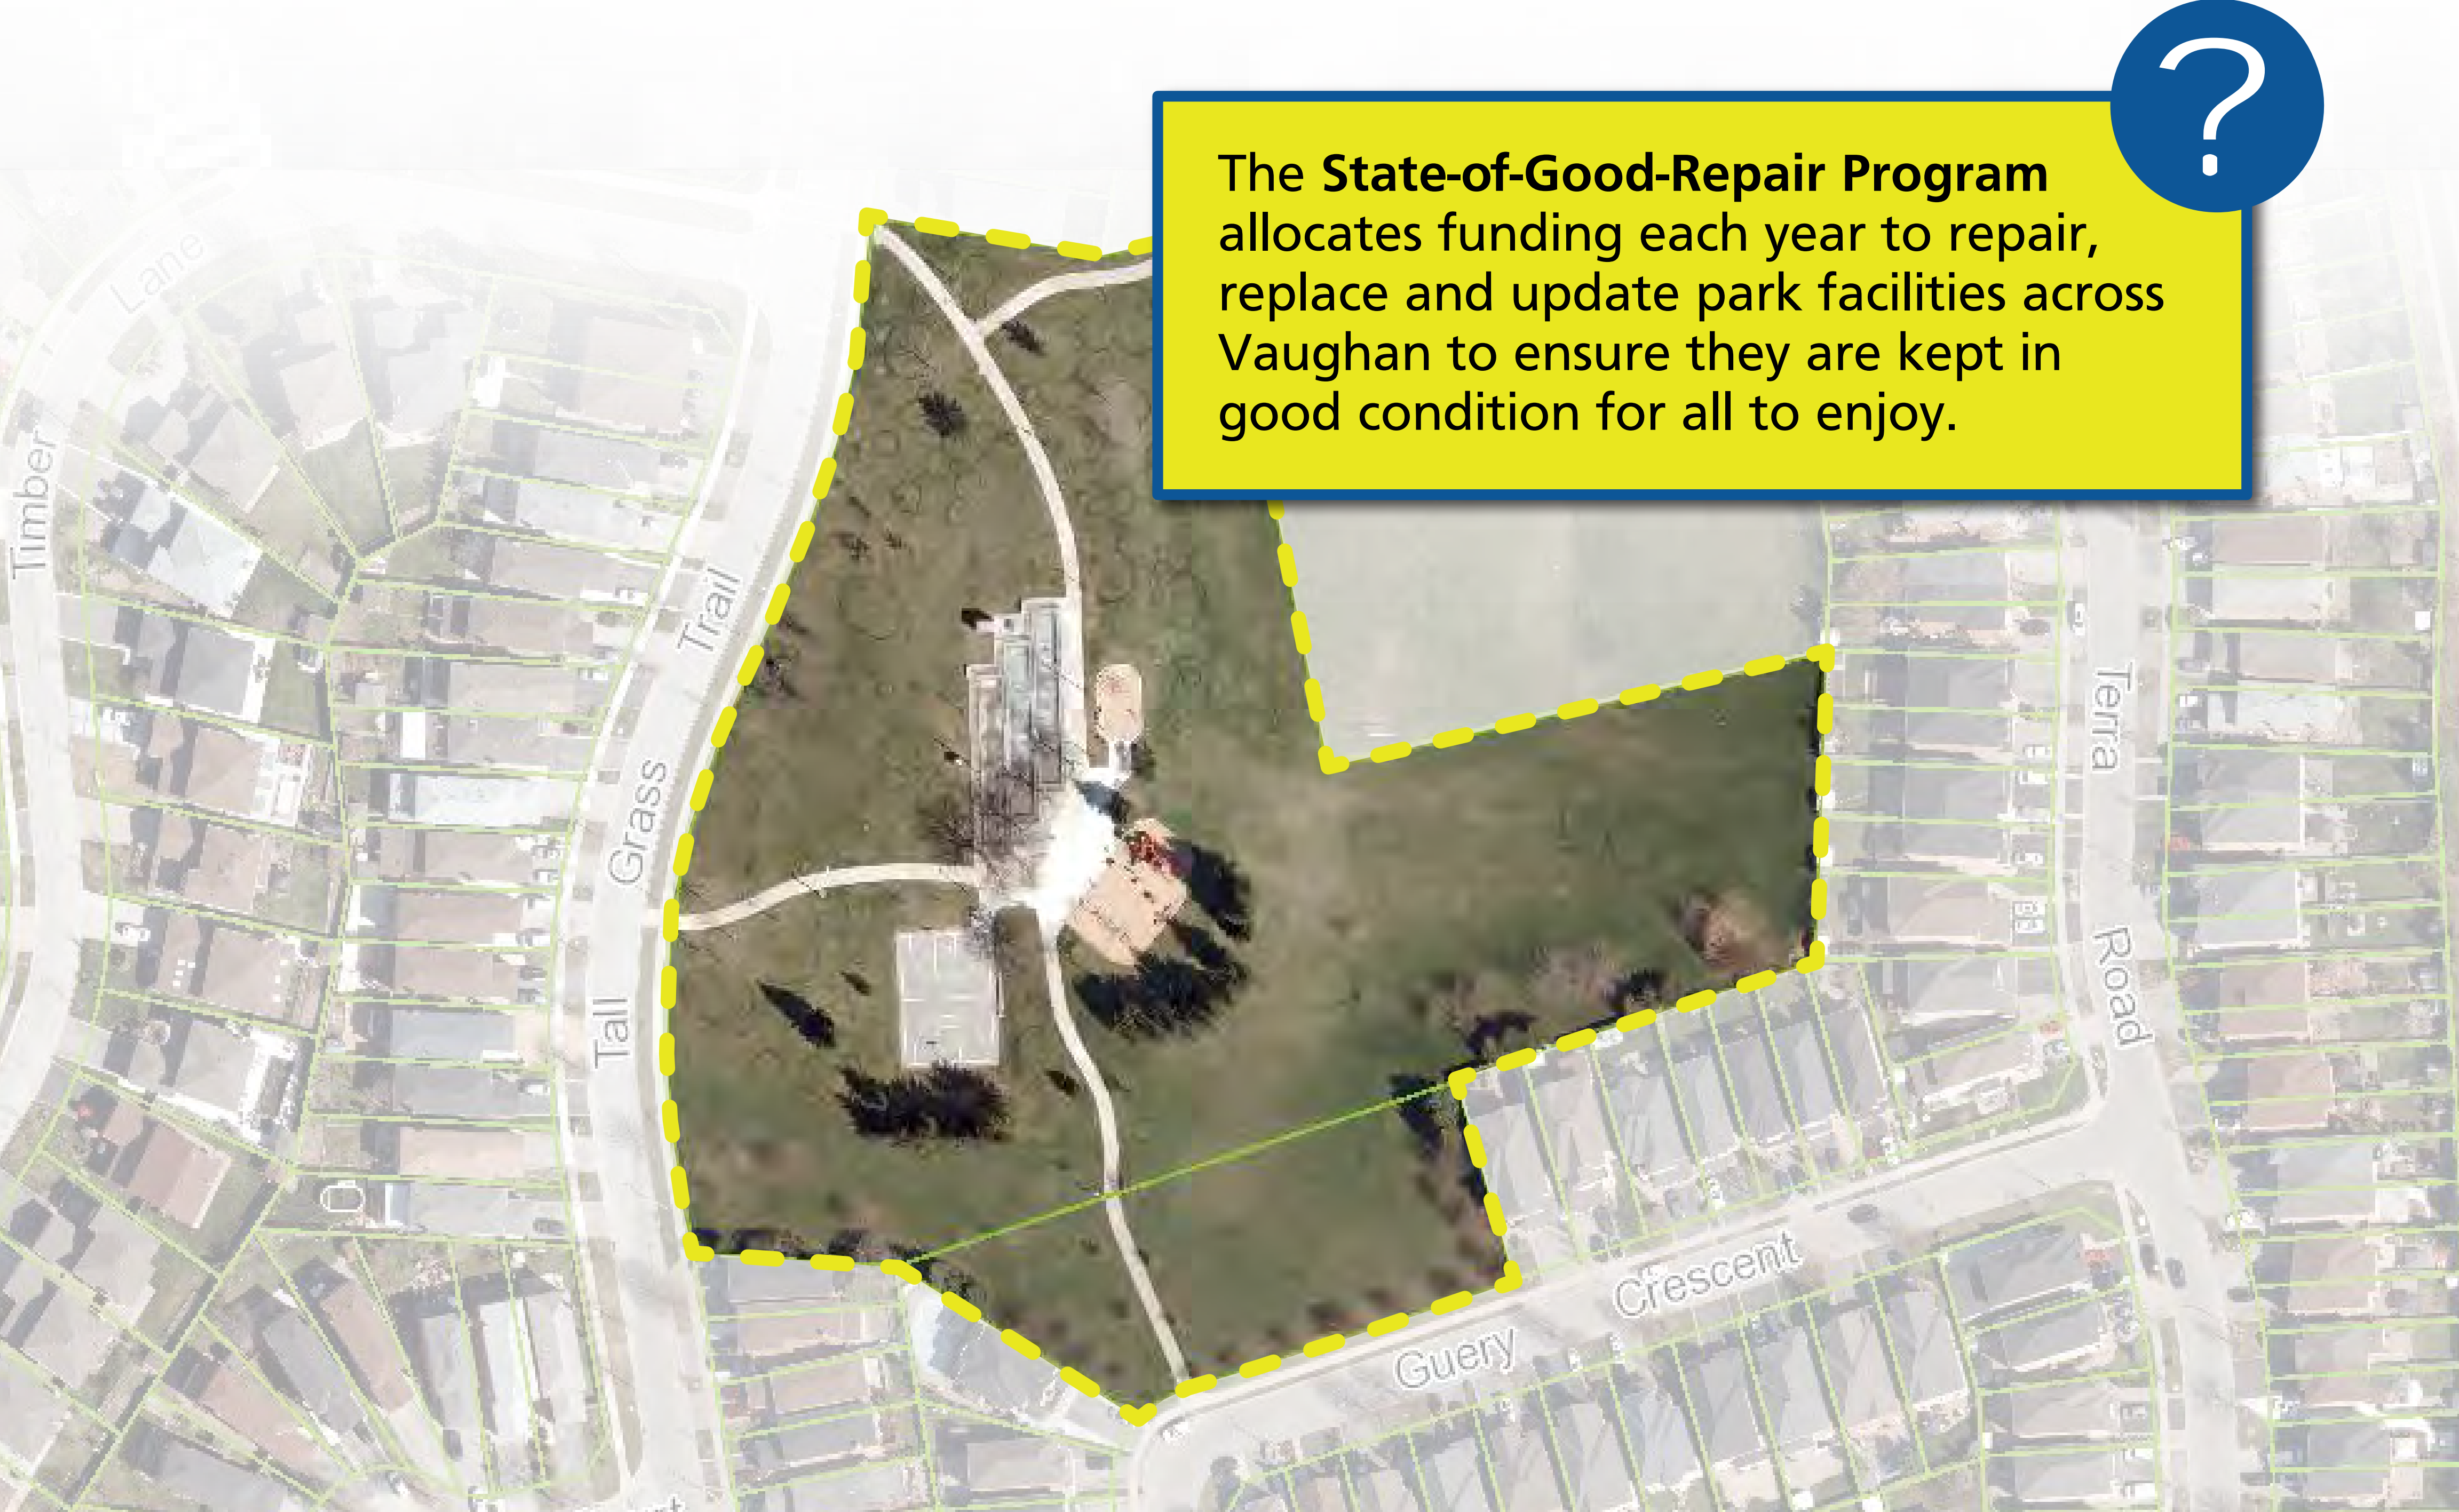 ?
The State-of-Good-Repair Program
allocates funding each year to repair,
replace and update park facilities across
Vaughan to ensure they are kept in
good condition for all to enjoy.
Timber
Lane
Tall Grass Trail
Terra Road
Guery Crescent